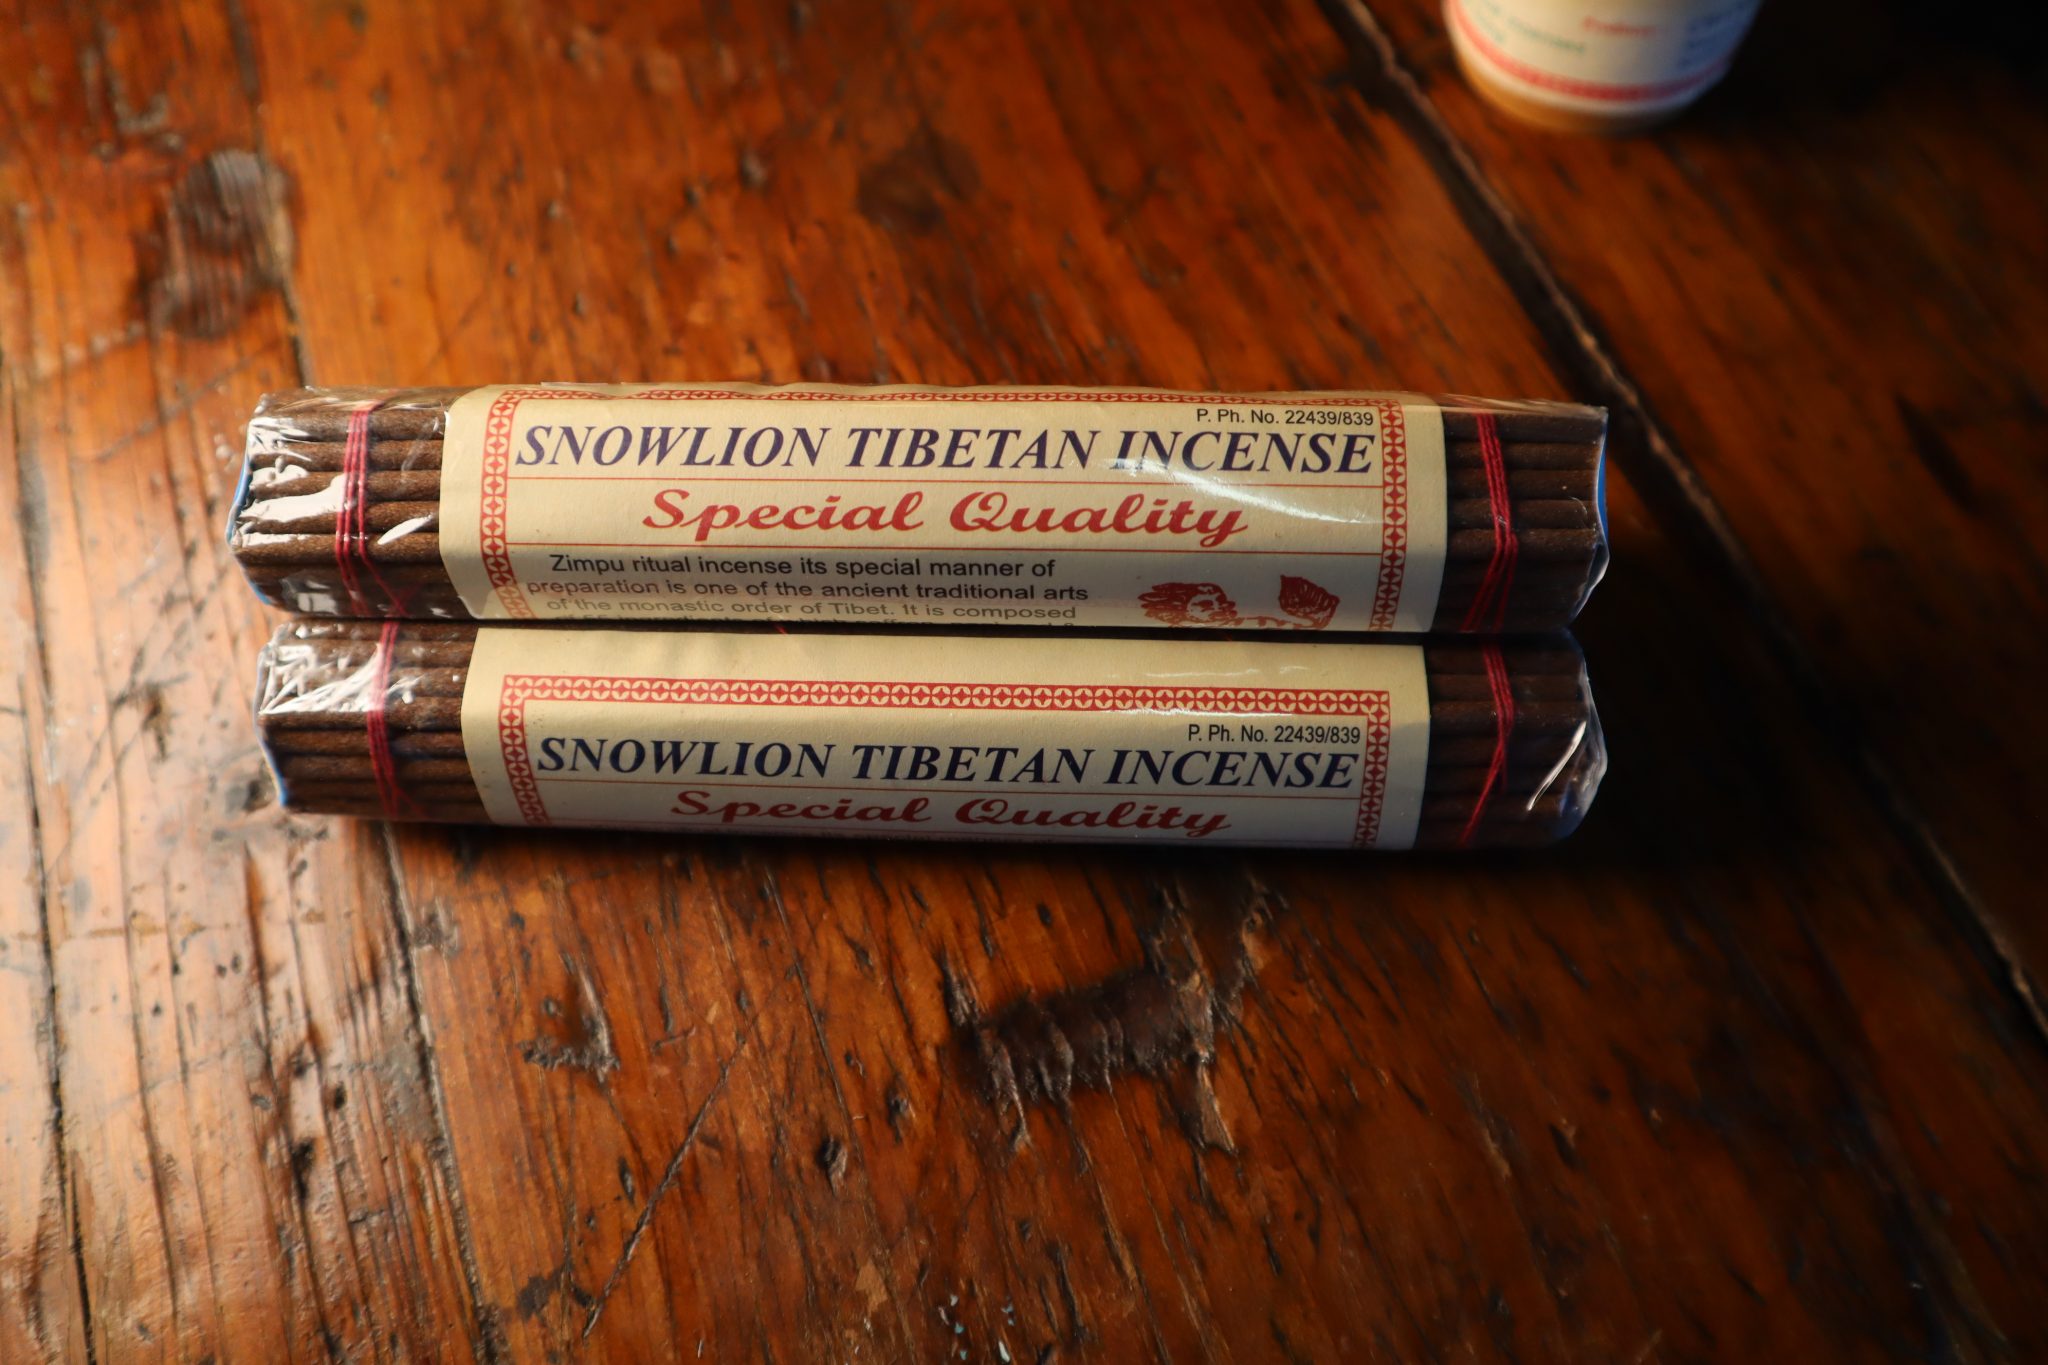 P. Ph. No. 22439/839
SNOWLION TIBETAN INCENSE
Special Quality
Zimpu ritual incense its special manner of
preparation is one of the ancient traditional arts
of the monastic order of Tibet. It is composed
P. Ph. No. 22439/839
SNOWLION TIBETAN INCENSE
Special Quality